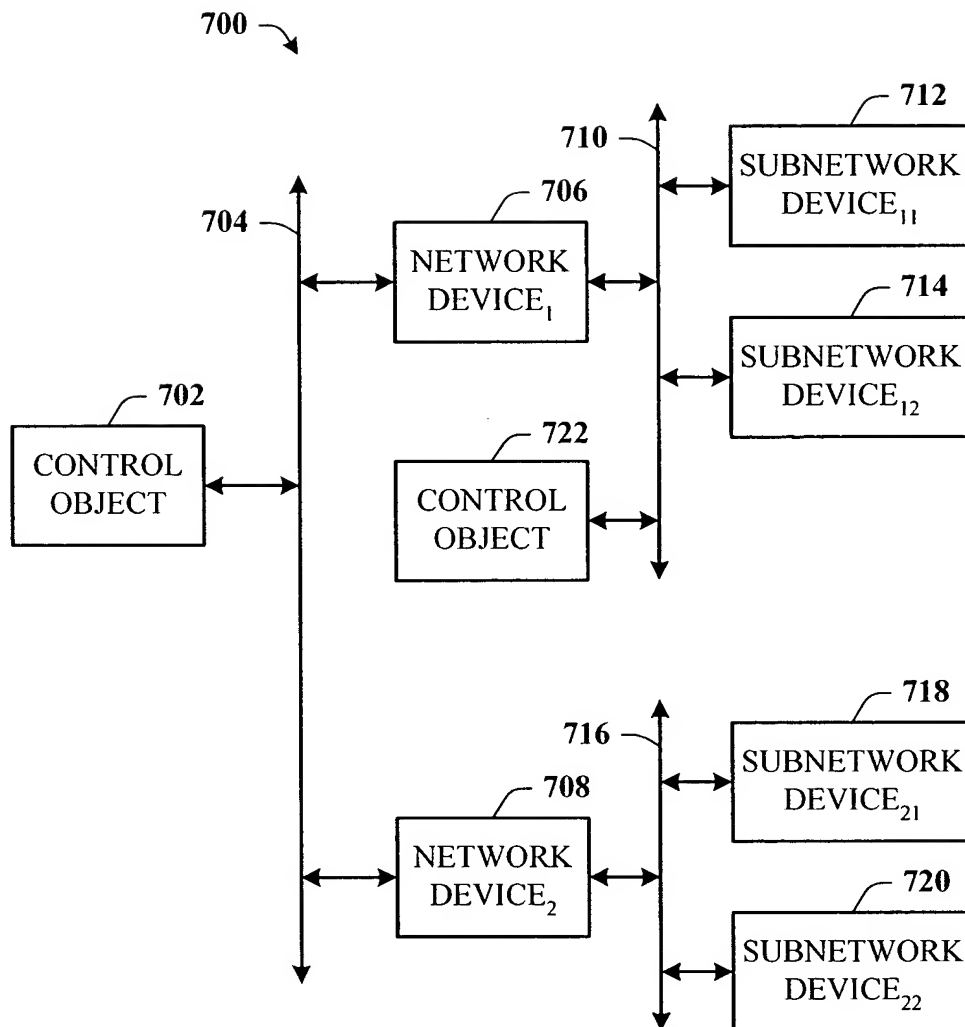 700
712
710
SUBNETWORK
DEVICE₁₁
706
704
NETWORK
DEVICE₁
714
SUBNETWORK
DEVICE₁₂
702
CONTROL
OBJECT
722
CONTROL
OBJECT
718
716
SUBNETWORK
DEVICE₂₁
708
NETWORK
DEVICE₂
720
SUBNETWORK
DEVICE₂₂